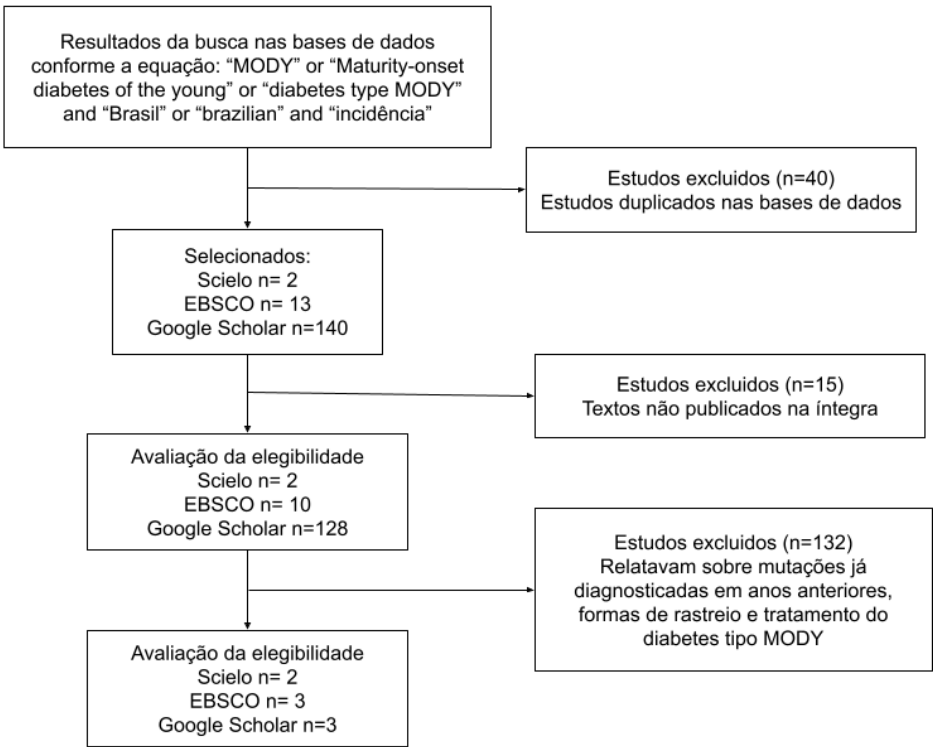 Resultados da busca nas bases de dados
conforme a equação: “MODY” or “Maturity-onset
diabetes of the young” or “diabetes type MODY”
and “Brasil” or “brazilian” and “incidência”
Estudos excluidos (n=40)
Estudos duplicados nas bases de dados
Selecionados:
Scielo n= 2
EBSCO n= 13
Google Scholar n=140
Estudos excluidos (n=15)
Textos não publicados na íntegra
Avaliação da elegibilidade
Scielo n= 2
EBSCO n= 10
Google Scholar n=128
Estudos excluidos (n=132)
Relatavam sobre mutações já
diagnosticadas em anos anteriores,
formas de rastreio e tratamento do
diabetes tipo MODY
Avaliação da elegibilidade
Scielo n= 2
EBSCO n= 3
Google Scholar n=3